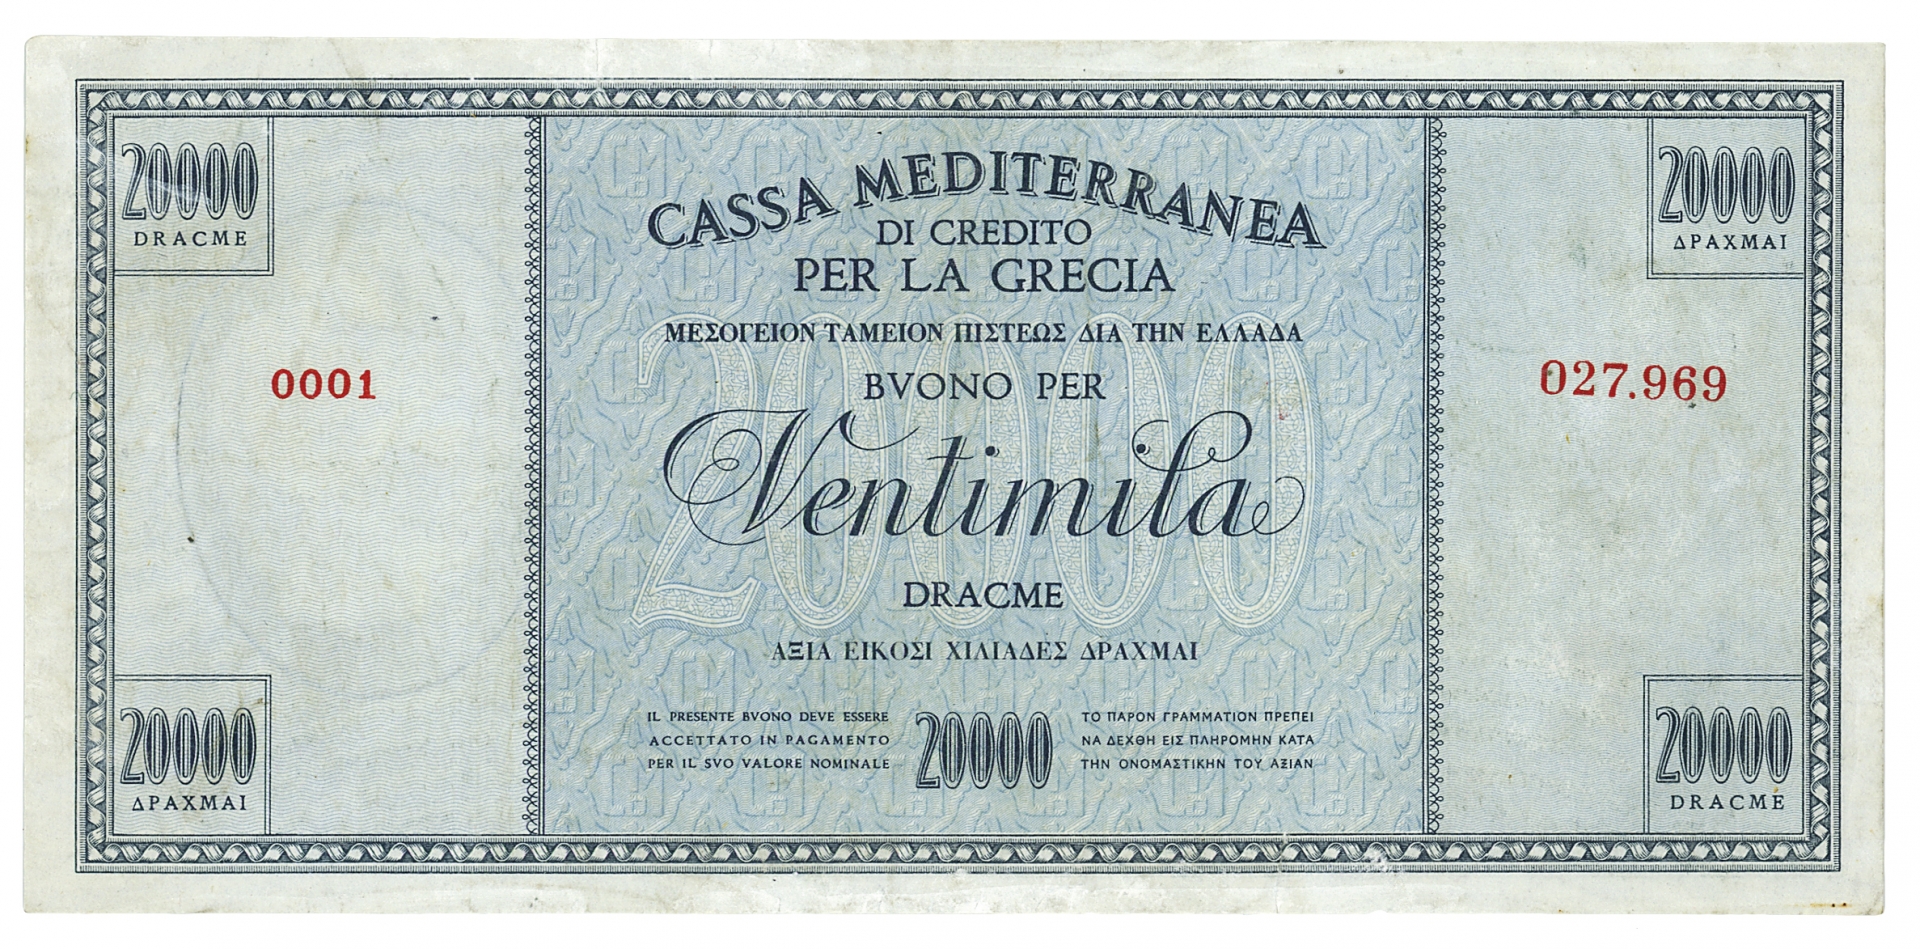 20000
DRACME
20000
ΔΡΑΧΜΑΙ
CASSA MEDITERRANEA
DI CREDITO
PER LA GRECIA
ΜΕΣΟΓΕΙΟΝ ΤΑΜΕΙΟΝ ΠΙΣΤΕΩΣ ΔΙΑ ΤΗΝ ΕΛΛΑΔΑ
0001
027.969
BVONO PER
Ventimila
20000
DRACME
ΑΞΙΑ ΕΙΚΟΣΙ ΧΙΛΙΑΔΕΣ ΔΡΑΧΜΑΙ
IL PRESENTE BVONO DEVE ESSERE
ACCETTATO IN PAGAMENTO
PER IL SVO VALORE NOMINALE
20000
ΤΟ ΠΑΡΟΝ ΓΡΑΜΜΑΤΙΟΝ ΠΡΕΠΕΙ
ΝΑ ΔΕΧΘΗ ΕΙΣ ΠΛΗΡΟΜΗΝ ΚΑΤΑ
ΤΗΝ ΟΝΟΜΑΣΤΙΚΗΝ ΤΟΥ ΑΞΙΑΝ
20000
ΔΡΑΧΜΑΙ
20000
DRACME